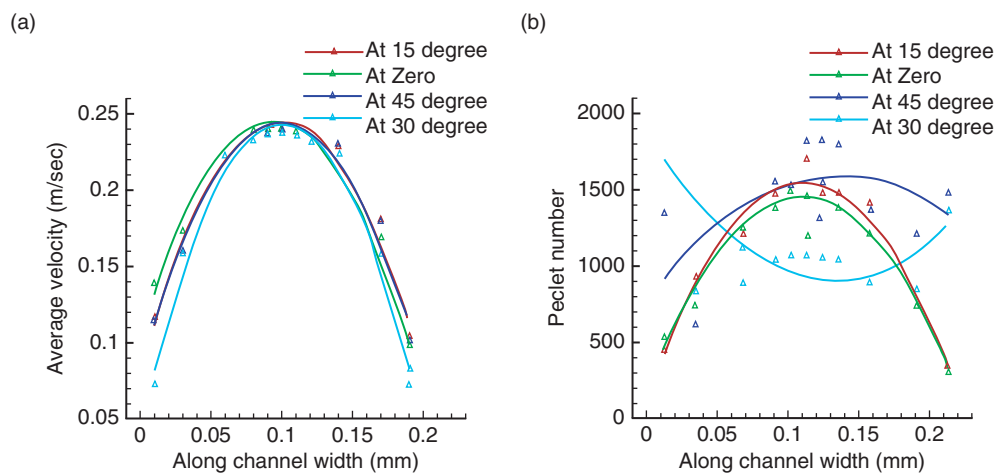 (a)
At 15 degree
At Zero
At 45 degree
At 30 degree
0.25
0.2
0.15
0.1
0.05
Average velocity (m/sec)
0 0.05 0.1 0.15 0.2
Along channel width (mm)
(b)
At 15 degree
At Zero
At 45 degree
At 30 degree
2000
1500
1000
500
0
Peclet number
0 0.05 0.1 0.15 0.2
Along channel width (mm)